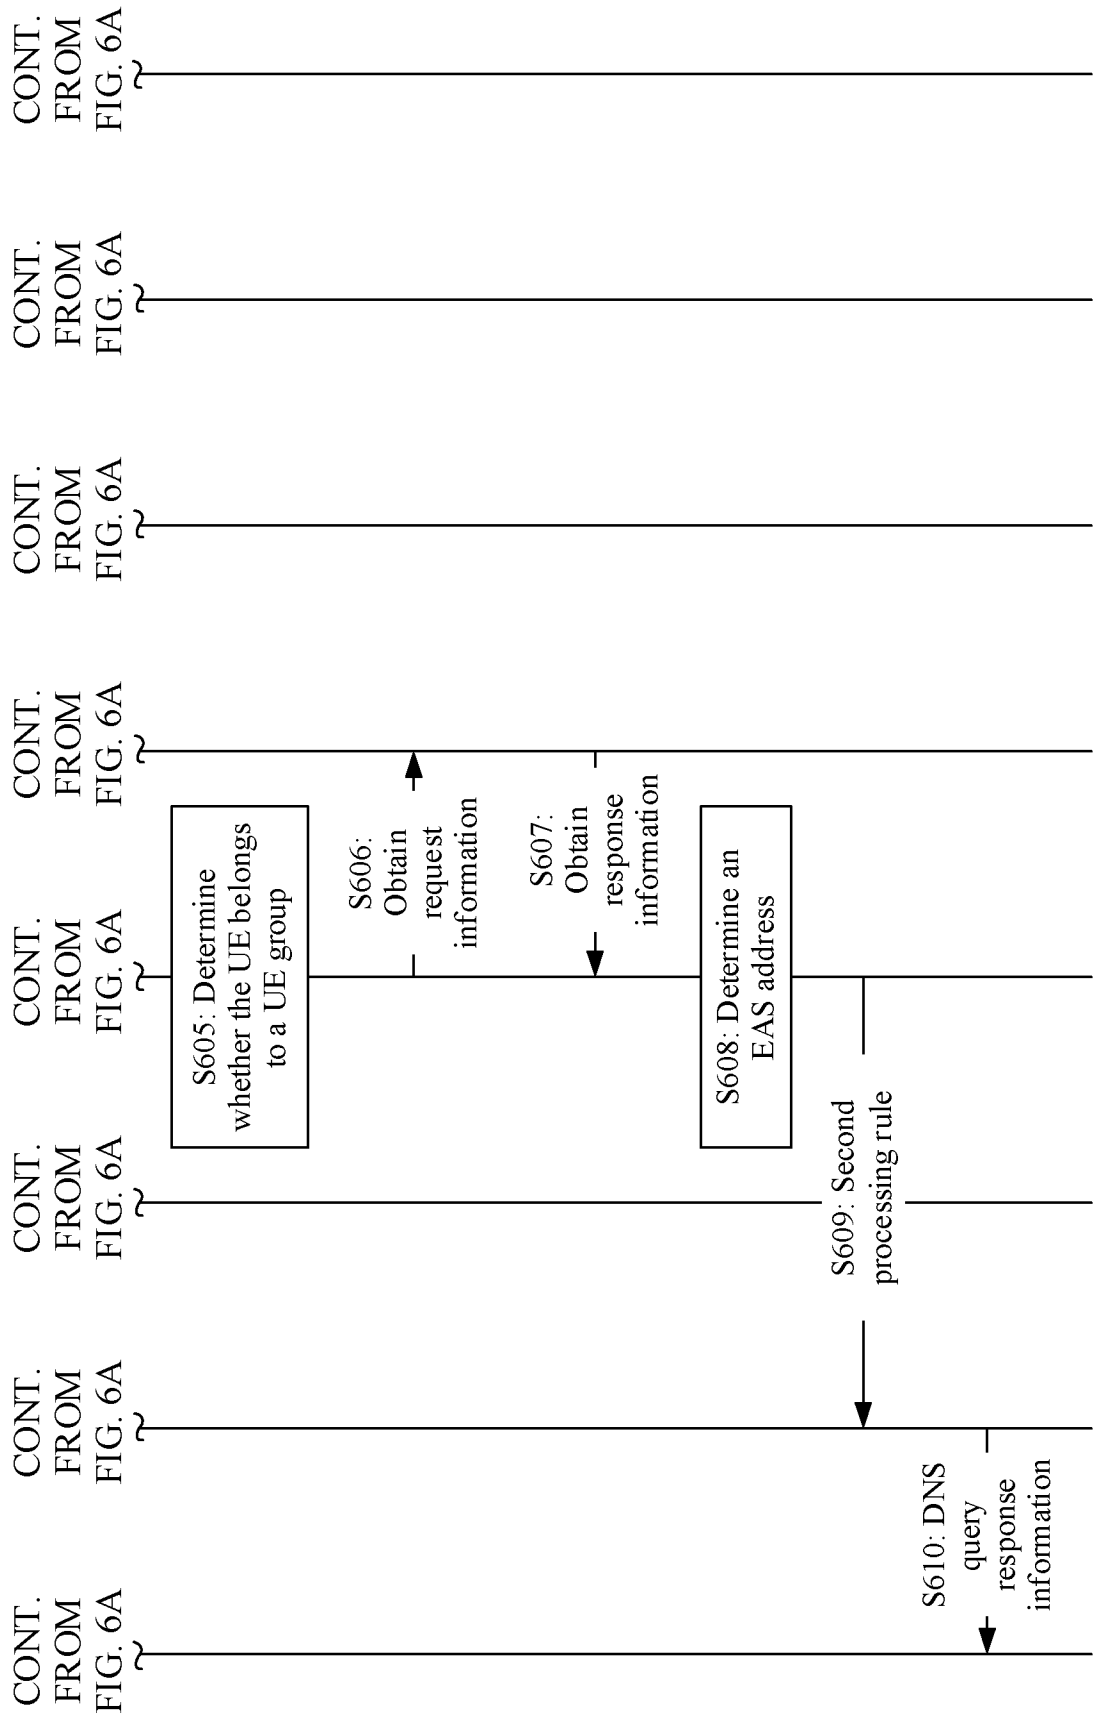 CONT.
FROM
FIG. 6A
CONT.
FROM
FIG. 6A
CONT.
FROM
FIG. 6A
CONT.
FROM
FIG. 6A
CONT.
FROM
FIG. 6A
CONT.
FROM
FIG. 6A
CONT.
FROM
FIG. 6A
CONT.
FROM
FIG. 6A
S605: Determine
whether the UE belongs
to a UE group
S606:
Obtain
request
information
S607:
Obtain
response
information
S608: Determine an
EAS address
S609: Second
processing rule
S610: DNS
query
response
information